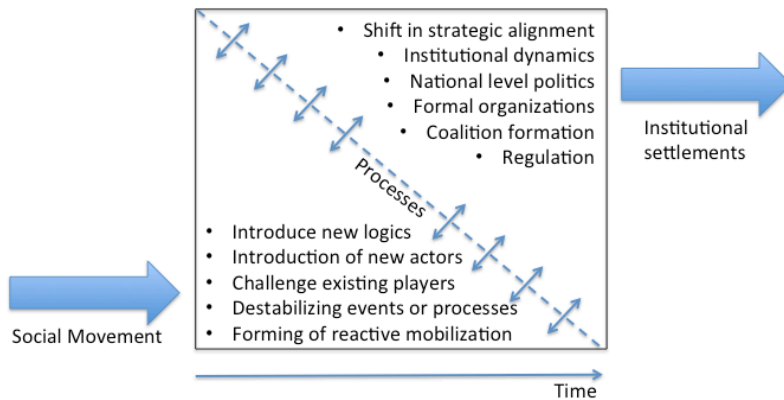 • Shift in strategic alignment
• Institutional dynamics
• National level politics
• Formal organizations
• Coalition formation
• Regulation
Institutional
settlements
Processes
• Introduce new logics
• Introduction of new actors
• Challenge existing players
• Destabilizing events or processes
• Forming of reactive mobilization
Social Movement
Time